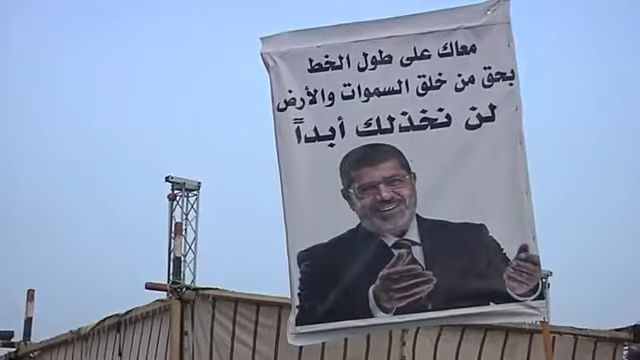 معاك على طول الخط
بحق من خلق السموات والأرض
لن نخذلك أبداً